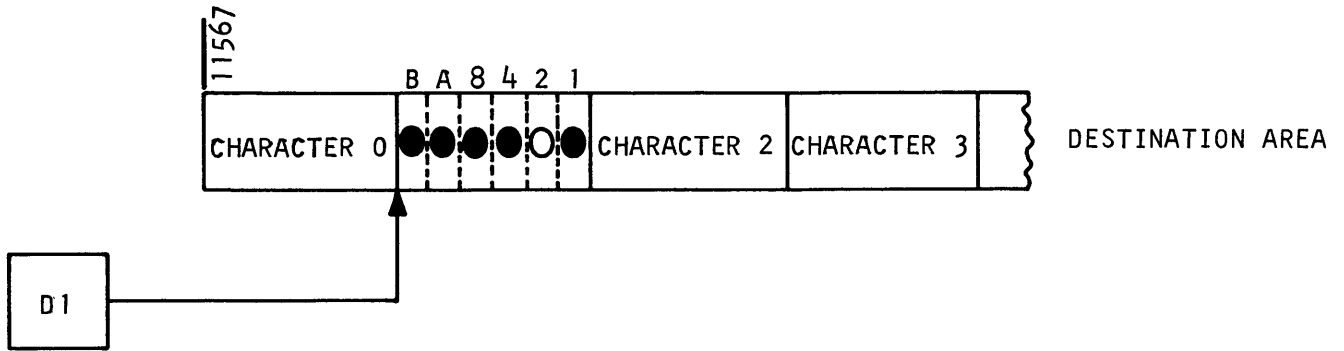 11567
B A 8 4 2 1
CHARACTER 0 CHARACTER 2 CHARACTER 3 DESTINATION AREA
D1